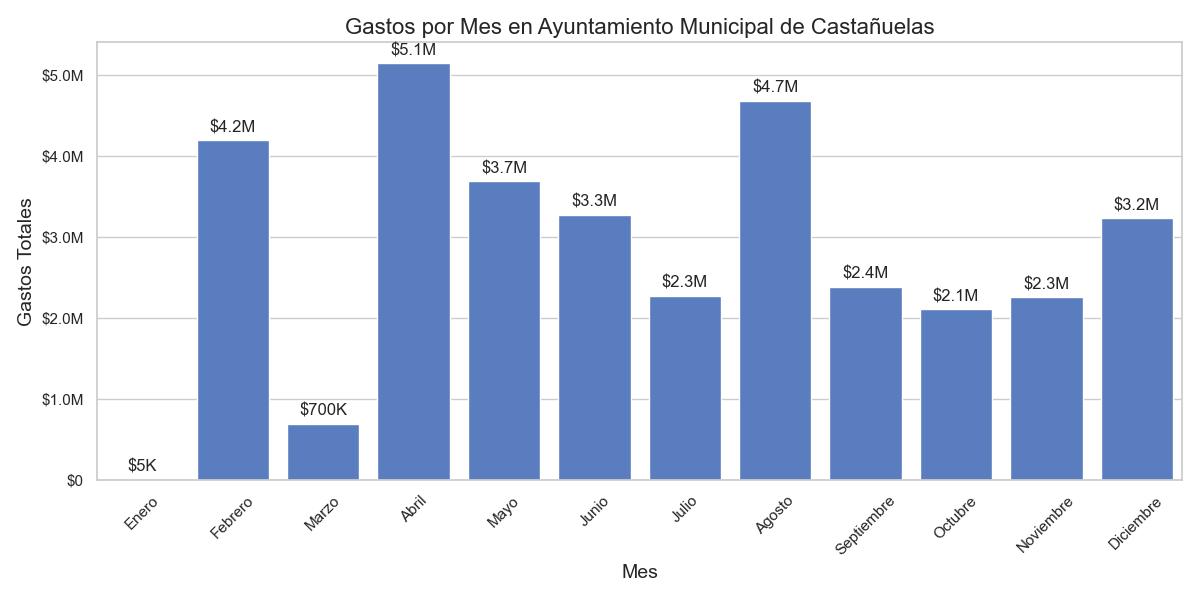 Gastos por Mes en Ayuntamiento Municipal de Castañuelas
Gastos Totales
$5.0M
$4.0M
$3.0M
$2.0M
$1.0M
$0
$5K
$4.2M
$700K
$5.1M
$3.7M
$3.3M
$2.3M
$4.7M
$2.4M
$2.1M
$2.3M
$3.2M
Enero
Febrero
Marzo
Abril
Mayo
Junio
Julio
Agosto
Septiembre
Octubre
Noviembre
Diciembre
Mes